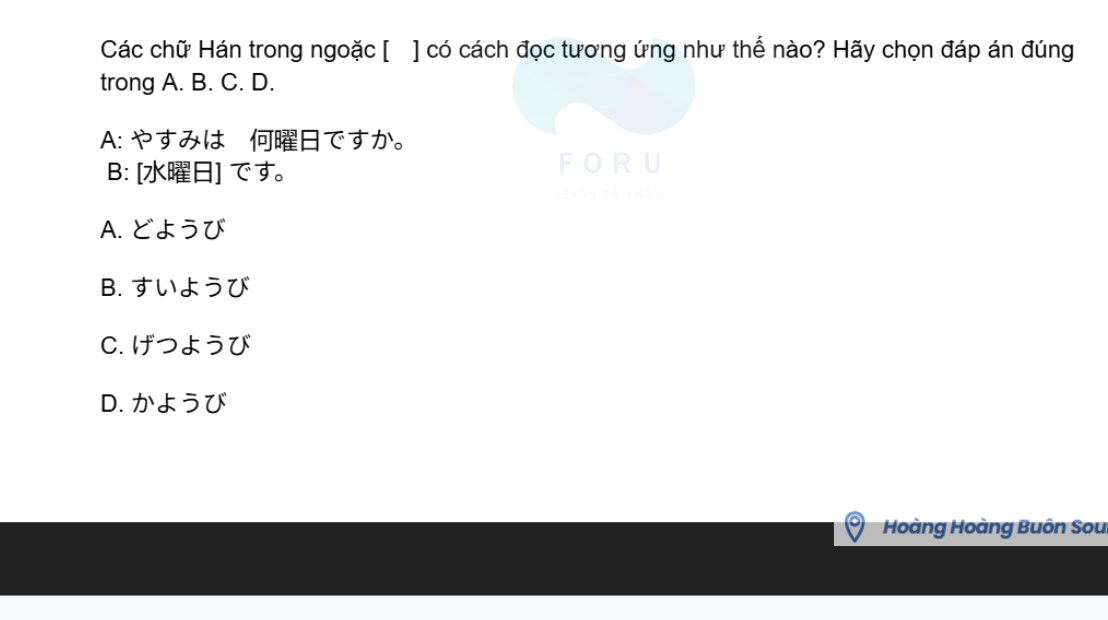 Các chữ Hán trong ngoặc [ ] có cách đọc tương ứng như thế nào? Hãy chọn đáp án đúng
trong A. B. C. D.
FORU
LEARN TO KNOW
A: やすみは　何曜日ですか。
B: [水曜日] です。
A. どようび
B. すいようび
C. げつようび
D. かようび
Hoàng Hoàng Buôn Sou